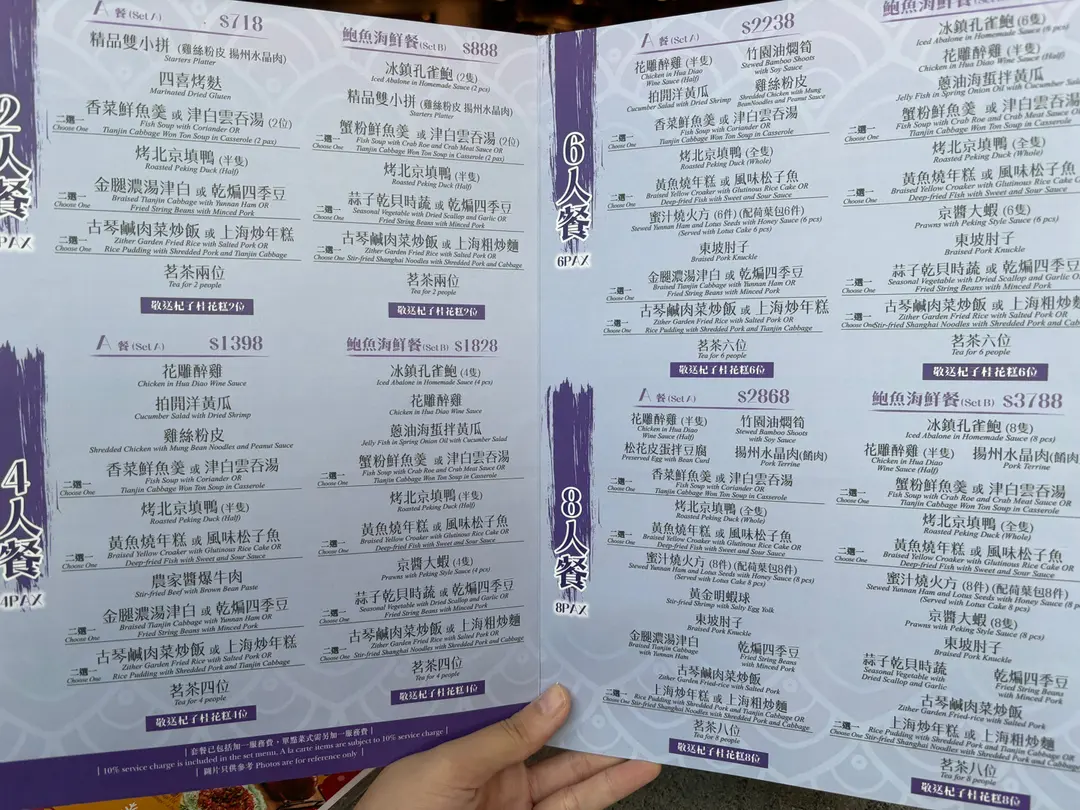 2人餐
PAX
A 餐 (Set A) $718
精品雙小拼 (雞絲粉皮 揚州水晶肉)
Starters Platter
四喜烤麩
Marinated Dried Gluten
二選一
Choose One
香菜鮮魚羹 或 津白雲吞湯 (2位)
Fish Soup with Coriander OR
Tianjin Cabbage Won Ton Soup in Casserole (2 pax)
烤北京填鴨 (半隻)
Roasted Peking Duck (Half)
二選一
Choose One
金腿濃湯津白 或 乾煸四季豆
Braised Tianjin Cabbage with Yunnan Ham OR
Fried String Beans with Minced Pork
二選一
Choose One
古琴鹹肉菜炒飯 或 上海炒年糕
Zither Garden Fried Rice with Salted Pork OR
Rice Pudding with Shredded Pork and Tianjin Cabbage
茗茶兩位
Tea for 2 people
敬送杞子桂花糕2位
鮑魚海鮮餐 (Set B) $888
冰鎮孔雀鮑 (2隻)
Iced Abalone in Homemade Sauce (2 pcs)
精品雙小拼 (雞絲粉皮 揚州水晶肉)
Starters Platter
二選一
Choose One
蟹粉鮮魚羹 或 津白雲吞湯 (2位)
Fish Soup with Crab Roe and Crab Meat Sauce OR
Tianjin Cabbage Won Ton Soup in Casserole (2 pax)
烤北京填鴨 (半隻)
Roasted Peking Duck (Half)
二選一
Choose One
蒜子乾貝時蔬 或 乾煸四季豆
Seasonal Vegetable with Dried Scallop and Garlic OR
Fried String Beans with Minced Pork
二選一
Choose One
古琴鹹肉菜炒飯 或 上海粗炒麵
Zither Garden Fried Rice with Salted Pork OR
Stir-fried Shanghai Noodles with Shredded Pork and Cabbage
茗茶兩位
Tea for 2 people
敬送杞子桂花糕2位
4人餐
4PAX
A 餐 (Set A) $1398
花雕醉雞
Chicken in Hua Diao Wine Sauce
拍開洋黃瓜
Cucumber Salad with Dried Shrimp
雞絲粉皮
Shredded Chicken with Mung Bean Noodles and Peanut Sauce
二選一
Choose One
香菜鮮魚羹 或 津白雲吞湯
Fish Soup with Coriander OR
Tianjin Cabbage Won Ton Soup in Casserole
烤北京填鴨 (半隻)
Roasted Peking Duck (Half)
二選一
Choose One
黃魚燒年糕 或 風味松子魚
Braised Yellow Croaker with Glutinous Rice Cake OR
Deep-fried Fish with Sweet and Sour Sauce
農家醬爆牛肉
Stewed Beef with Brown Bean Paste
二選一
Choose One
金腿濃湯津白 或 乾煸四季豆
Braised Tianjin Cabbage with Yunnan Ham OR
Fried String Beans with Minced Pork
二選一
Choose One
古琴鹹肉菜炒飯 或 上海炒年糕
Zither Garden Fried Rice with Salted Pork OR
Rice Pudding with Shredded Pork and Tianjin Cabbage
茗茶四位
Tea for 4 people
敬送杞子桂花糕4位
鮑魚海鮮餐 (Set B) $1828
冰鎮孔雀鮑 (4隻)
Iced Abalone in Homemade Sauce (4 pcs)
花雕醉雞
Chicken in Hua Diao Wine Sauce
蔥油海蜇拌黃瓜
Jelly Fish in Spring Onion Oil with Cucumber Salad
二選一
Choose One
蟹粉鮮魚羹 或 津白雲吞湯
Fish Soup with Crab Roe and Crab Meat Sauce OR
Tianjin Cabbage Won Ton Soup in Casserole
烤北京填鴨 (半隻)
Roasted Peking Duck (Half)
二選一
Choose One
黃魚燒年糕 或 風味松子魚
Braised Yellow Croaker with Glutinous Rice Cake OR
Deep-fried Fish with Sweet and Sour Sauce
京醬大蝦 (4隻)
Prawns with Peking Style Sauce (4 pcs)
二選一
Choose One
蒜子乾貝時蔬 或 乾煸四季豆
Seasonal Vegetable with Dried Scallop and Garlic OR
Fried String Beans with Minced Pork
二選一
Choose One
古琴鹹肉菜炒飯 或 上海粗炒麵
Zither Garden Fried Rice with Salted Pork OR
Stir-fried Shanghai Noodles with Shredded Pork and Cabbage
茗茶四位
Tea for 4 people
敬送杞子桂花糕4位
| 套餐已包括加一服務費,單點菜式需另加一服務費 |
| 10% service charge is included in the set menu, A la carte items are subject to 10% service charge |
| 圖片只供參考 Photos are for reference only |
6人餐
6PAX
A 餐 (Set A) $2238
花雕醉雞 (半隻)
Chicken in Hua Diao
Wine Sauce (Half)
竹園油燜筍
Stewed Bamboo Shoots
with Soy Sauce
拍開洋黃瓜
Cucumber Salad with Dried Shrimp
雞絲粉皮
Shredded Chicken with Mung
Bean Noodles and Peanut Sauce
二選一
Choose One
香菜鮮魚羹 或 津白雲吞湯
Fish Soup with Coriander OR
Tianjin Cabbage Won Ton Soup in Casserole
烤北京填鴨 (全隻)
Roasted Peking Duck (Whole)
二選一
Choose One
黃魚燒年糕 或 風味松子魚
Braised Yellow Croaker with Glutinous Rice Cake OR
Deep-fried Fish with Sweet and Sour Sauce
蜜汁燒火方 (6件) (配荷葉包6件)
Stewed Yunnan Ham and Lotus Seeds with Honey Sauce (6 pcs)
(Served with Lotus Cake 6 pcs)
東坡肘子
Braised Pork Knuckle
二選一
Choose One
金腿濃湯津白 或 乾煸四季豆
Braised Tianjin Cabbage with Yunnan Ham OR
Fried String Beans with Minced Pork
二選一
Choose One
古琴鹹肉菜炒飯 或 上海炒年糕
Zither Garden Fried Rice with Salted Pork OR
Rice Pudding with Shredded Pork and Tianjin Cabbage
茗茶六位
Tea for 6 people
敬送杞子桂花糕6位
鮑魚海鮮餐 (Set B)
冰鎮孔雀鮑 (6隻)
Iced Abalone in Homemade Sauce (6 pcs)
花雕醉雞 (半隻)
Chicken in Hua Diao Wine Sauce (Half)
蔥油海蜇拌黃瓜
Jelly Fish in Spring Onion Oil with Cucumber
二選一
Choose One
蟹粉鮮魚羹 或 津白雲吞湯
Fish Soup with Crab Roe and Crab Meat Sauce OR
Tianjin Cabbage Won Ton Soup in Casserole
烤北京填鴨 (全隻)
Roasted Peking Duck (Whole)
二選一
Choose One
黃魚燒年糕 或 風味松子魚
Braised Yellow Croaker with Glutinous Rice Cake
Deep-fried Fish with Sweet and Sour Sauce
京醬大蝦 (6隻)
Prawns with Peking Style Sauce (6 pcs)
東坡肘子
Braised Pork Knuckle
二選一
Choose One
蒜子乾貝時蔬 或 乾煸四季豆
Seasonal Vegetable with Dried Scallop and Garlic
Fried String Beans with Minced Pork
二選一
Choose One
古琴鹹肉菜炒飯 或 上海粗炒麵
Zither Garden Fried Rice with Salted Pork OR
Stir-fried Shanghai Noodles with Shredded Pork and Cabbage
茗茶六位
Tea for 6 people
敬送杞子桂花糕6位
8人餐
8PAX
A 餐 (Set A) $2868
花雕醉雞 (半隻)
Chicken in Hua Diao
Wine Sauce (Half)
竹園油燜筍
Stewed Bamboo Shoots
with Soy Sauce
松花皮蛋拌豆腐
Preserved Egg with Bean Curd
揚州水晶肉(餚肉)
Pork Terrine
二選一
Choose One
香菜鮮魚羹 或 津白雲吞湯
Fish Soup with Coriander OR
Tianjin Cabbage Won Ton Soup in Casserole
烤北京填鴨 (全隻)
Roasted Peking Duck (Whole)
二選一
Choose One
黃魚燒年糕 或 風味松子魚
Braised Yellow Croaker with Glutinous Rice Cake OR
Deep-fried Fish with Sweet and Sour Sauce
蜜汁燒火方 (8件) (配荷葉包8件)
Stewed Yunnan Ham and Lotus Seeds with Honey Sauce (8 pcs)
(Served with Lotus Cake 8 pcs)
黃金明蝦球
Stir-fried Shrimp with Salty Egg Yolk
東坡肘子
Braised Pork Knuckle
金腿濃湯津白
Braised Tianjin Cabbage
with Yunnan Ham
乾煸四季豆
Fried String Beans
with Minced Pork
古琴鹹肉菜炒飯
Zither Garden Fried-rice with Salted Pork
二選一
Choose One
上海炒年糕 或 上海粗炒麵
Rice Pudding with Shredded Pork and Tianjin Cabbage OR
Stir-fried Shanghai Noodles with Shredded Pork and Cabbage
茗茶八位
Tea for 8 people
敬送杞子桂花糕8位
鮑魚海鮮餐 (Set B) $3788
冰鎮孔雀鮑 (8隻)
Iced Abalone in Homemade Sauce (8 pcs)
花雕醉雞 (半隻)
Chicken in Hua Diao
Wine Sauce (Half)
揚州水晶肉(餚肉)
Pork Terrine
二選一
Choose One
蟹粉鮮魚羹 或 津白雲吞湯
Fish Soup with Crab Roe and Crab Meat Sauce OR
Tianjin Cabbage Won Ton Soup in Casserole
烤北京填鴨 (全隻)
Roasted Peking Duck (Whole)
二選一
Choose One
黃魚燒年糕 或 風味松子魚
Braised Yellow Croaker with Glutinous Rice Cake OR
Deep-fried Fish with Sweet and Sour Sauce
蜜汁燒火方 (8件) (配荷葉包8件)
Stewed Yunnan Ham and Lotus Seeds with Honey Sauce (8
(Served with Lotus Cake 8 pcs)
京醬大蝦 (8隻)
Prawns with Peking Style Sauce (8 pcs)
東坡肘子
Braised Pork Knuckle
蒜子乾貝時蔬
Seasonal Vegetable with
Dried Scallop and Garlic
乾煸四季豆
Fried String Beans
with Minced Pork
古琴鹹肉菜炒飯
Zither Garden Fried-rice with Salted Pork
二選一
Choose One
上海炒年糕 或 上海粗炒麵
Rice Pudding with Shredded Pork and Tianjin Cabbage OR
Stir-fried Shanghai Noodles with Shredded Pork and Cabbage
茗茶八位
Tea for 8 people
敬送杞子桂花糕8位